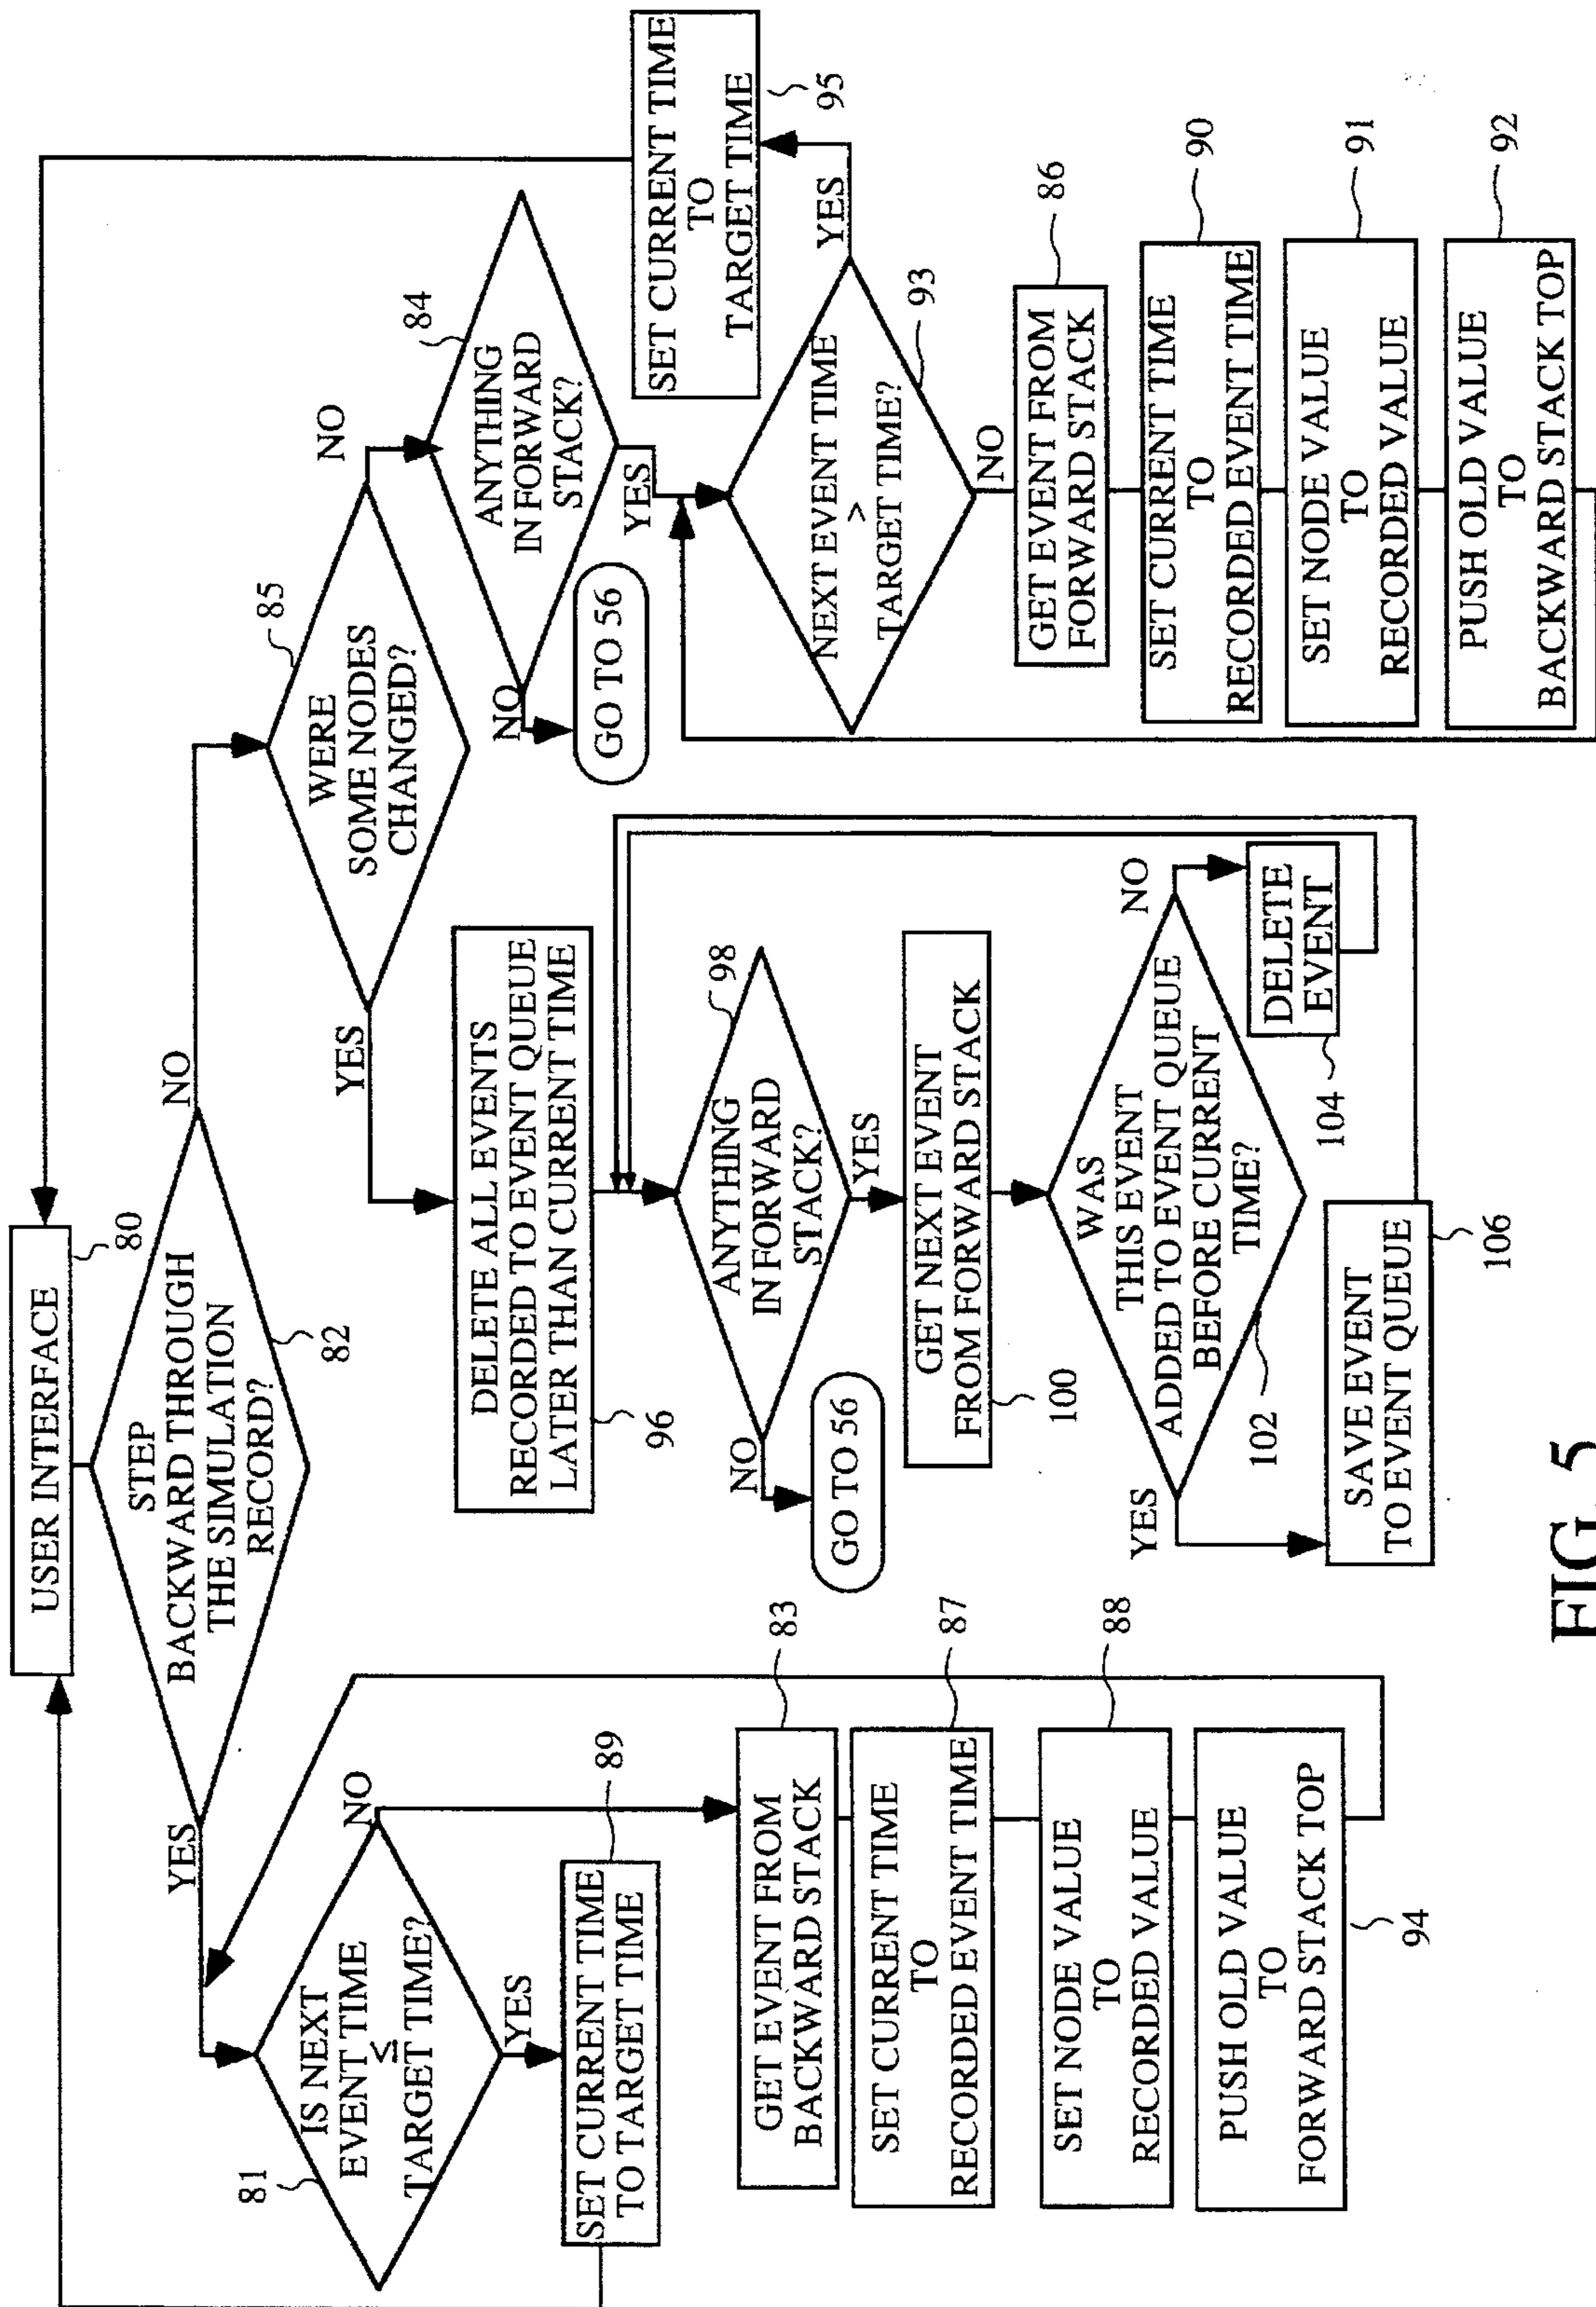 USER INTERFACE
80
STEP
BACKWARD THROUGH
THE SIMULATION
RECORD?
82
YES
NO
IS NEXT
EVENT TIME
≤
TARGET TIME?
81
NO
YES
SET CURRENT TIME
TO TARGET TIME
89
GET EVENT FROM
BACKWARD STACK
83
SET CURRENT TIME
TO
RECORDED EVENT TIME
87
SET NODE VALUE
TO
RECORDED VALUE
88
PUSH OLD VALUE
TO
FORWARD STACK TOP
94
WERE
SOME NODES
CHANGED?
85
YES
NO
DELETE ALL EVENTS
RECORDED TO EVENT QUEUE
LATER THAN CURRENT TIME
96
ANYTHING
IN FORWARD
STACK?
98
NO
YES
GO TO 56
GET NEXT EVENT
FROM FORWARD STACK
100
WAS
THIS EVENT
ADDED TO EVENT QUEUE
BEFORE CURRENT
TIME?
102
YES
NO
DELETE
EVENT
104
SAVE EVENT
TO EVENT QUEUE
106
ANYTHING
IN FORWARD
STACK?
84
NO
YES
GO TO 56
NEXT EVENT TIME
>
TARGET TIME?
93
YES
NO
SET CURRENT TIME
TO
TARGET TIME
95
GET EVENT FROM
FORWARD STACK
86
SET CURRENT TIME
TO
RECORDED EVENT TIME
90
SET NODE VALUE
TO
RECORDED VALUE
91
PUSH OLD VALUE
TO
BACKWARD STACK TOP
92
FIG. 5